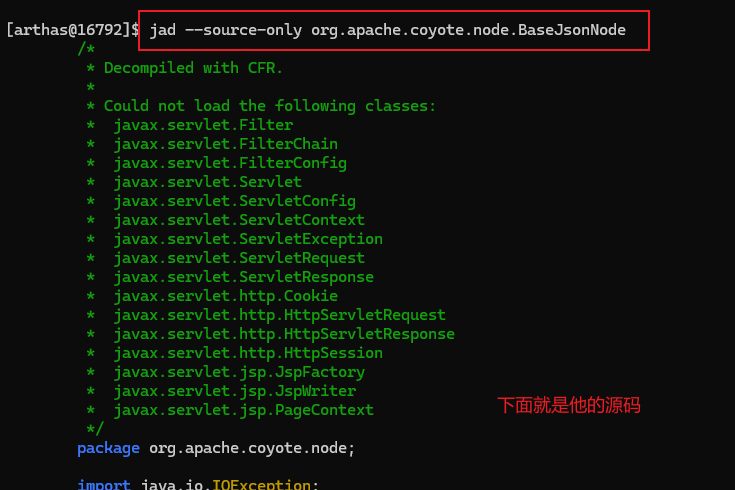 [arthas@16792]$ jad --source-only org.apache.coyote.node.BaseJsonNode
/*
 * Decompiled with CFR.
 *
 * Could not load the following classes:
 *  javax.servlet.Filter
 *  javax.servlet.FilterChain
 *  javax.servlet.FilterConfig
 *  javax.servlet.Servlet
 *  javax.servlet.ServletConfig
 *  javax.servlet.ServletContext
 *  javax.servlet.ServletException
 *  javax.servlet.ServletRequest
 *  javax.servlet.ServletResponse
 *  javax.servlet.http.Cookie
 *  javax.servlet.http.HttpServletRequest
 *  javax.servlet.http.HttpServletResponse
 *  javax.servlet.http.HttpSession
 *  javax.servlet.jsp.JspFactory
 *  javax.servlet.jsp.JspWriter
 *  javax.servlet.jsp.PageContext
下面就是他的源码
 */
package org.apache.coyote.node;
import java.io.IOException;